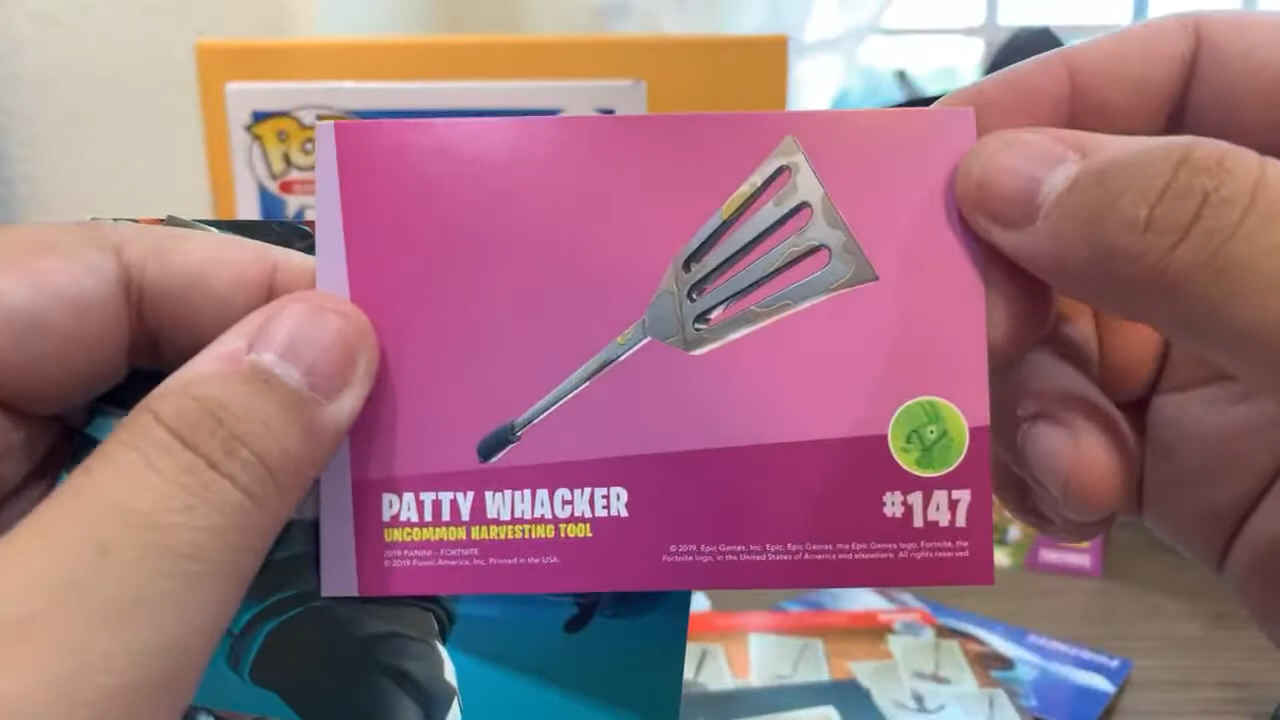 PATTY WHACKER
UNCOMMON HARVESTING TOOL
2019 PANINI - FORTNITE
© 2019 Panini America, Inc. Printed in the USA.
#147
© 2019, Epic Games, Inc. Epic, Epic Games, the Epic Games logo, Fortnite, the
Fortnite logo, in the United States of America and elsewhere. All rights reserved